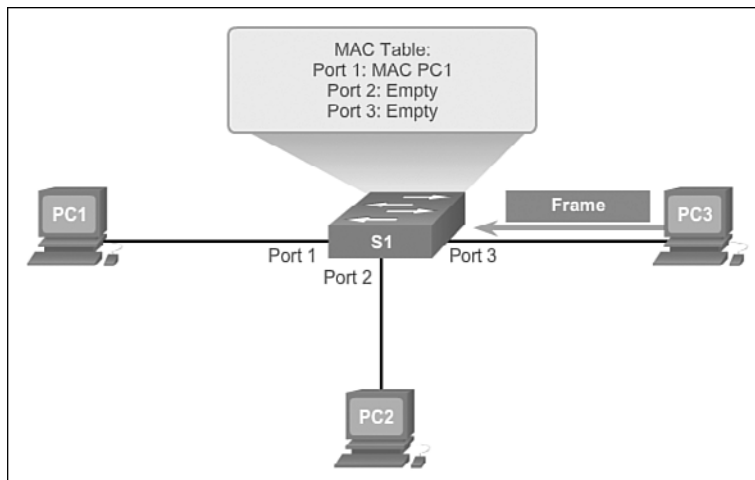 MAC Table:
Port 1: MAC PC1
Port 2: Empty
Port 3: Empty
PC1
Frame
PC3
S1
Port 1
Port 3
Port 2
PC2